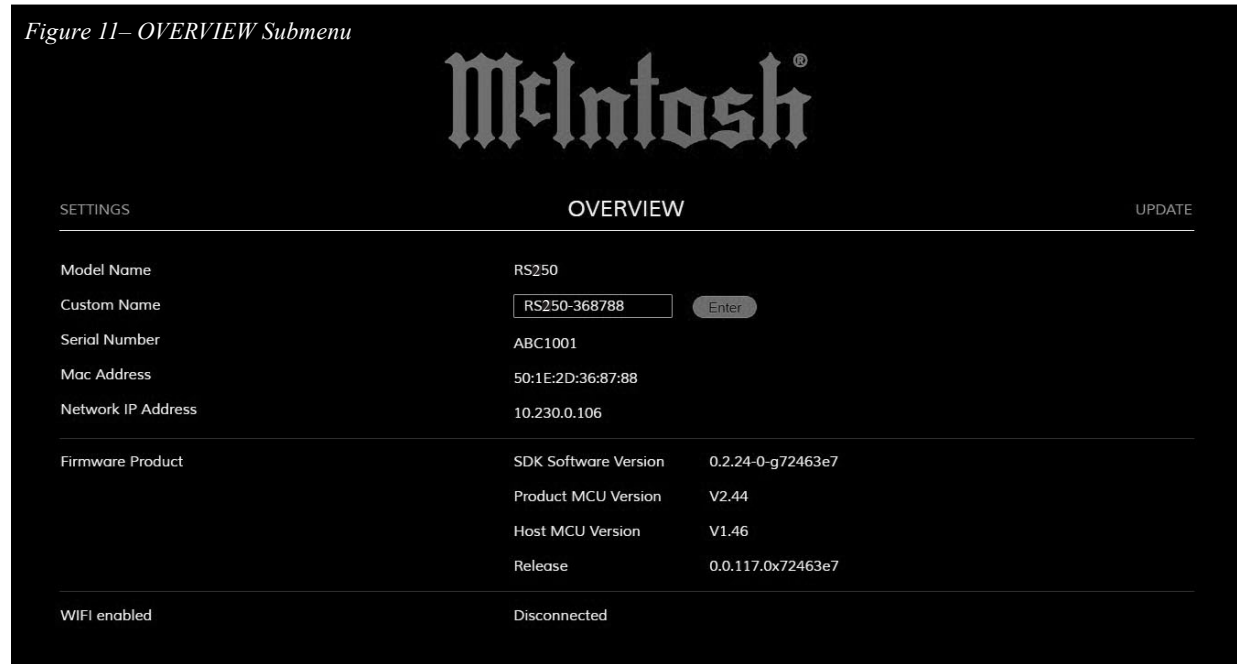 Figure 11– OVERVIEW Submenu
McIntosh®
SETTINGS OVERVIEW UPDATE
Model Name RS250
Custom Name RS250-368788 Enter
Serial Number ABC1001
Mac Address 50:1E:2D:36:87:88
Network IP Address 10.230.0.106
Firmware Product SDK Software Version 0.2.24-0-g72463e7
Product MCU Version V2.44
Host MCU Version V1.46
Release 0.0.117.0x72463e7
WIFI enabled Disconnected